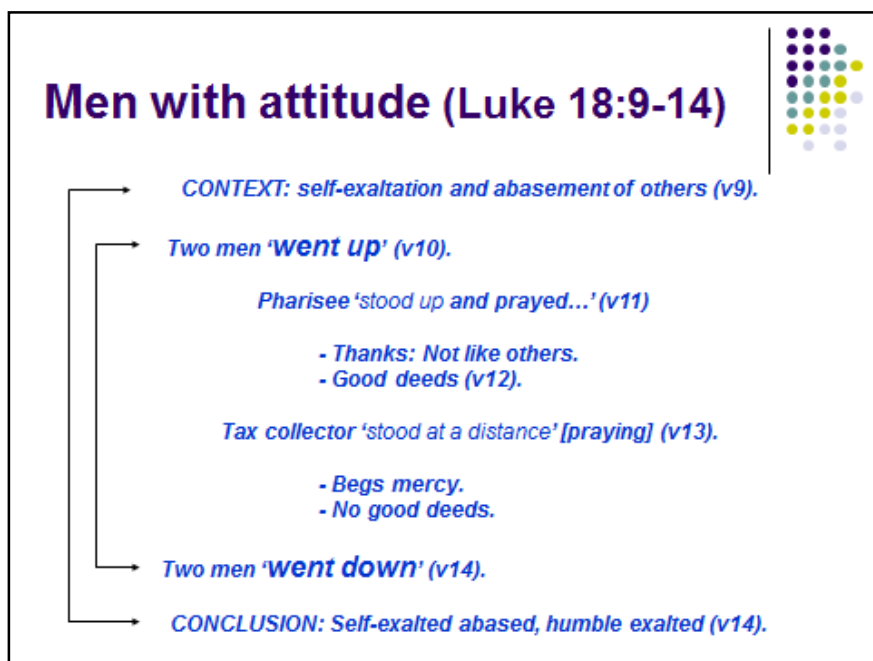 Men with attitude (Luke 18:9-14)
CONTEXT: self-exaltation and abasement of others (v9).
Two men ‘went up’ (v10).
Pharisee ‘stood up and prayed…’ (v11)
- Thanks: Not like others.
- Good deeds (v12).
Tax collector ‘stood at a distance’ [praying] (v13).
- Begs mercy.
- No good deeds.
Two men ‘went down’ (v14).
CONCLUSION: Self-exalted abased, humble exalted (v14).